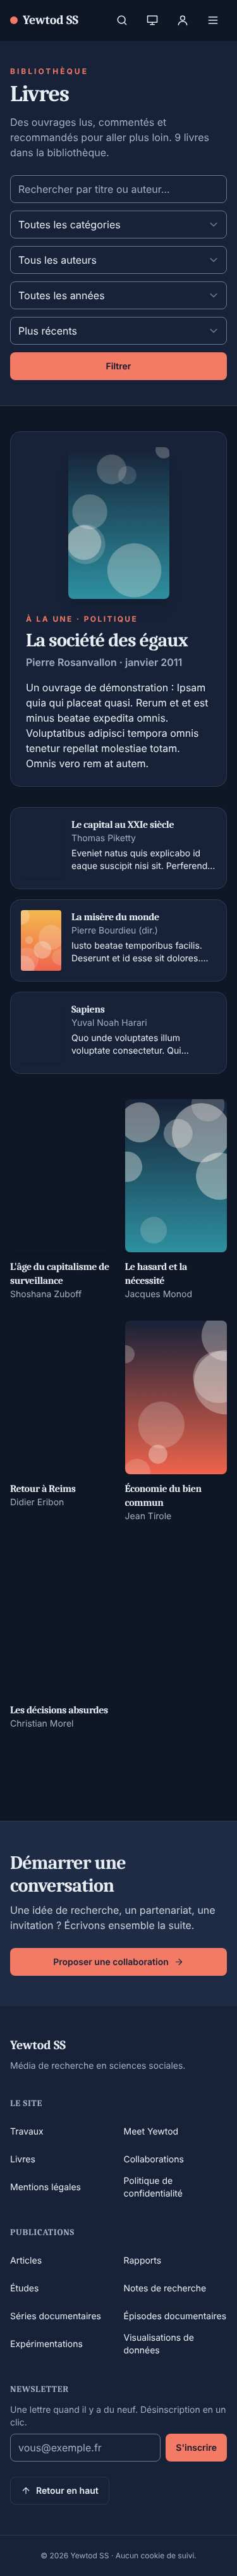 Yewtod SS
BIBLIOTHÈQUE
Livres
Des ouvrages lus, commentés et
recommandés pour aller plus loin. 9 livres
dans la bibliothèque.
Rechercher par titre ou auteur...
Toutes les catégories
Tous les auteurs
Toutes les années
Plus récents
Filtrer
À LA UNE · POLITIQUE
La société des égaux
Pierre Rosanvallon · janvier 2011
Un ouvrage de démonstration : Ipsam
quia qui placeat quasi. Rerum et et est
minus beatae expedita omnis.
Voluptatibus adipisci tempora omnis
tenetur repellat molestiae totam.
Omnis vero rem at autem.
Le capital au XXIe siècle
Thomas Piketty
Eveniet natus quis explicabo id
eaque suscipit nisi sit. Perferend...
La misère du monde
Pierre Bourdieu (dir.)
Iusto beatae temporibus facilis.
Deserunt et id esse sit dolores....
Sapiens
Yuval Noah Harari
Quo unde voluptates illum
voluptate consectetur. Qui...
L'âge du capitalisme de
surveillance
Shoshana Zuboff
Le hasard et la
nécessité
Jacques Monod
Retour à Reims
Didier Eribon
Économie du bien
commun
Jean Tirole
Les décisions absurdes
Christian Morel
Démarrer une
conversation
Une idée de recherche, un partenariat, une
invitation ? Écrivons ensemble la suite.
Proposer une collaboration
Yewtod SS
Média de recherche en sciences sociales.
LE SITE
Travaux
Meet Yewtod
Livres
Collaborations
Mentions légales
Politique de
confidentialité
PUBLICATIONS
Articles
Rapports
Études
Notes de recherche
Séries documentaires
Épisodes documentaires
Expérimentations
Visualisations de
données
NEWSLETTER
Une lettre quand il y a du neuf. Désinscription en un
clic.
vous@exemple.fr
S'inscrire
Retour en haut
© 2026 Yewtod SS · Aucun cookie de suivi.